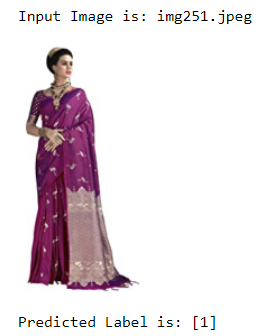 Input Image is: img251.jpeg
Predicted Label is: [1]